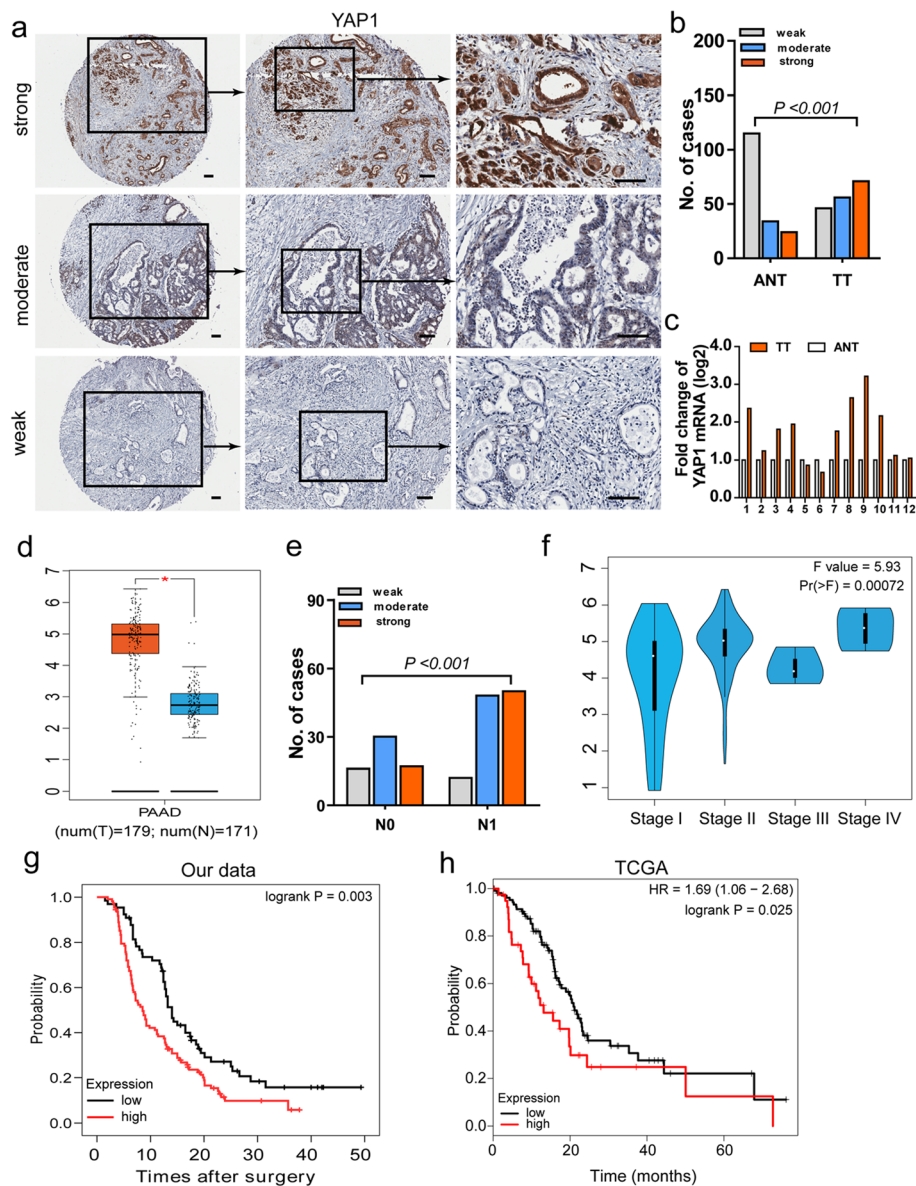 a
YAP1
strong
moderate
weak
b
weak
moderate
strong
200
150
100
50
0
No. of cases
P <0.001
ANT
TT
c
TT
ANT
Fold change of
YAP1 mRNA (log2)
4.0
3.0
2.0
1.0
0.0
1 2 3 4 5 6 7 8 9 10 11 12
d
7
6
5
4
3
2
1
0
*
PAAD
(num(T)=179; num(N)=171)
e
weak
moderate
strong
90
60
30
0
No. of cases
P <0.001
N0
N1
f
F value = 5.93
Pr(>F) = 0.00072
7
6
5
4
3
2
1
Stage I
Stage II
Stage III
Stage IV
g
Our data
logrank P = 0.003
1.0
0.8
0.6
0.4
0.2
0.0
Probability
Expression
low
high
0 10 20 30 40 50
Times after surgery
h
TCGA
HR = 1.69 (1.06 − 2.68)
logrank P = 0.025
1.0
0.8
0.6
0.4
0.2
0.0
Probability
Expression
low
high
0 20 40 60
Time (months)